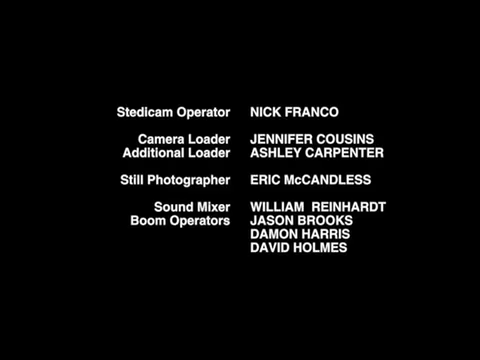 Stedicam Operator NICK FRANCO
Camera Loader JENNIFER COUSINS
Additional Loader ASHLEY CARPENTER
Still Photographer ERIC McCANDLESS
Sound Mixer WILLIAM REINHARDT
Boom Operators JASON BROOKS
DAMON HARRIS
DAVID HOLMES